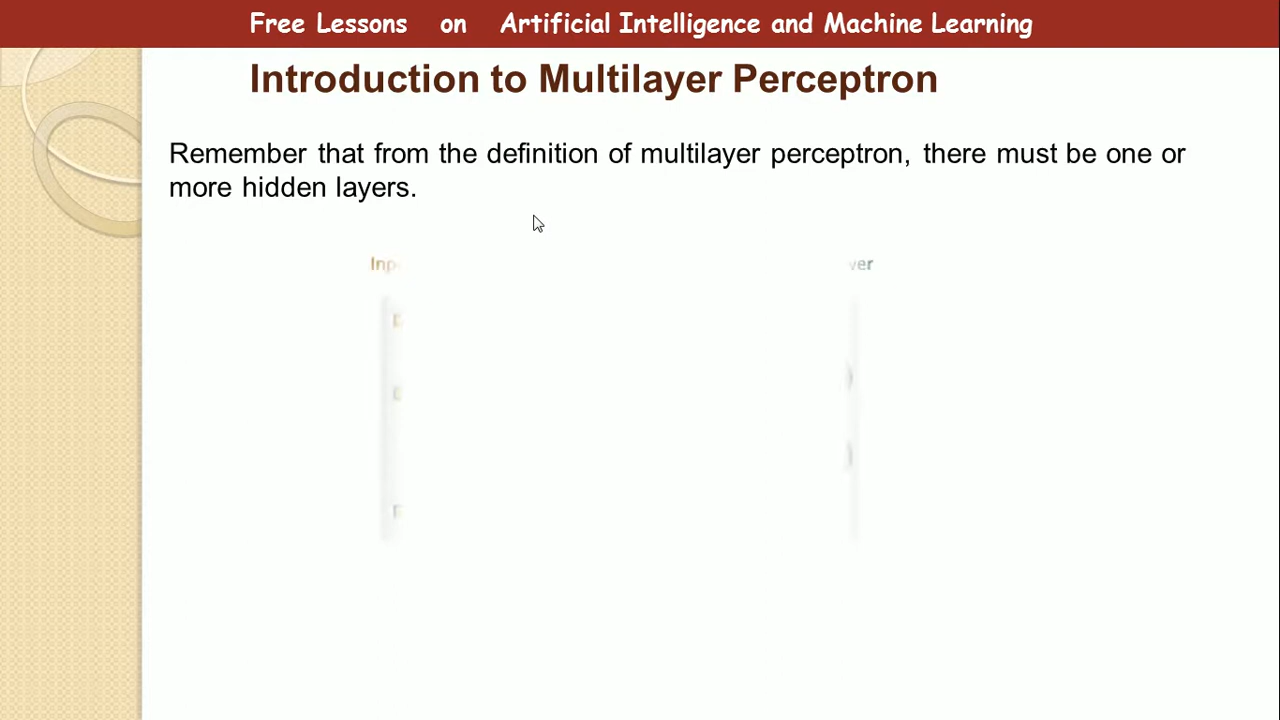 Free Lessons on Artificial Intelligence and Machine Learning
Introduction to Multilayer Perceptron
Remember that from the definition of multilayer perceptron, there must be one or
more hidden layers.